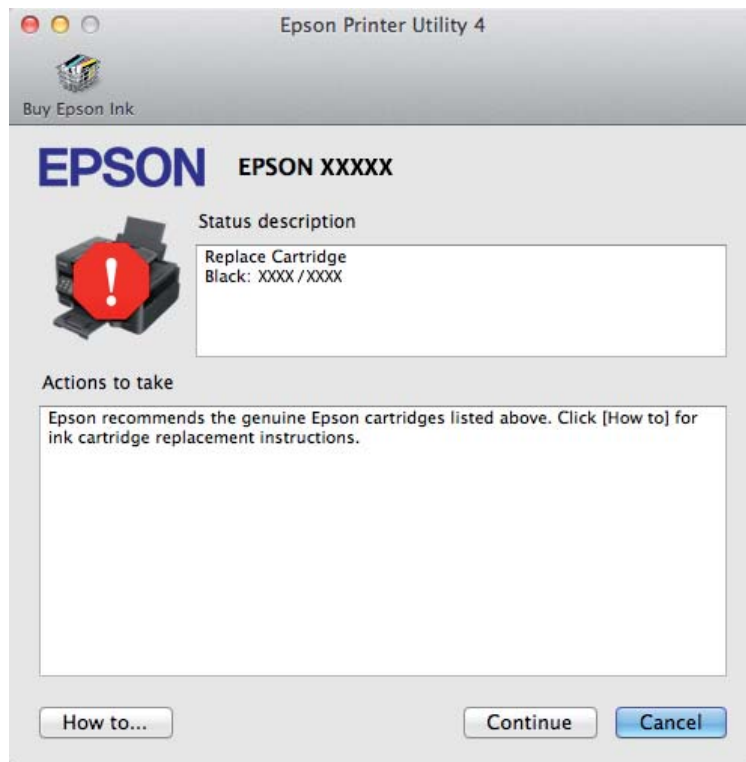 Epson Printer Utility 4
Buy Epson Ink
EPSON EPSON XXXXX
Status description
Replace Cartridge
Black: XXXX/XXXX
!
Actions to take
Epson recommends the genuine Epson cartridges listed above. Click [How to] for
ink cartridge replacement instructions.
How to... Continue Cancel